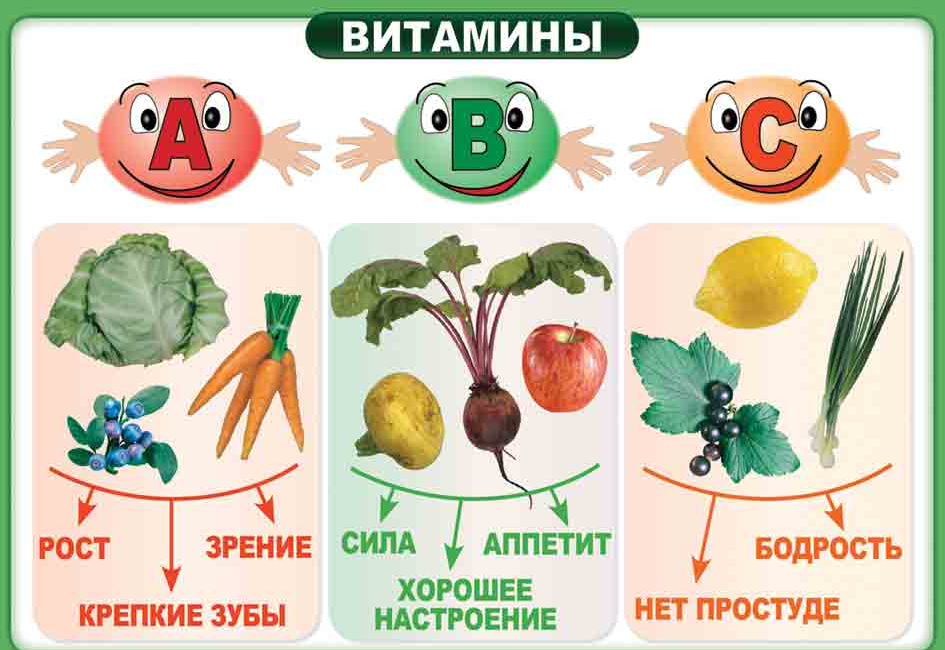 ВИТАМИНЫ
А
В
С
РОСТ
ЗРЕНИЕ
КРЕПКИЕ ЗУБЫ
СИЛА
АППЕТИТ
ХОРОШЕЕ
НАСТРОЕНИЕ
БОДРОСТЬ
НЕТ ПРОСТУДЕ